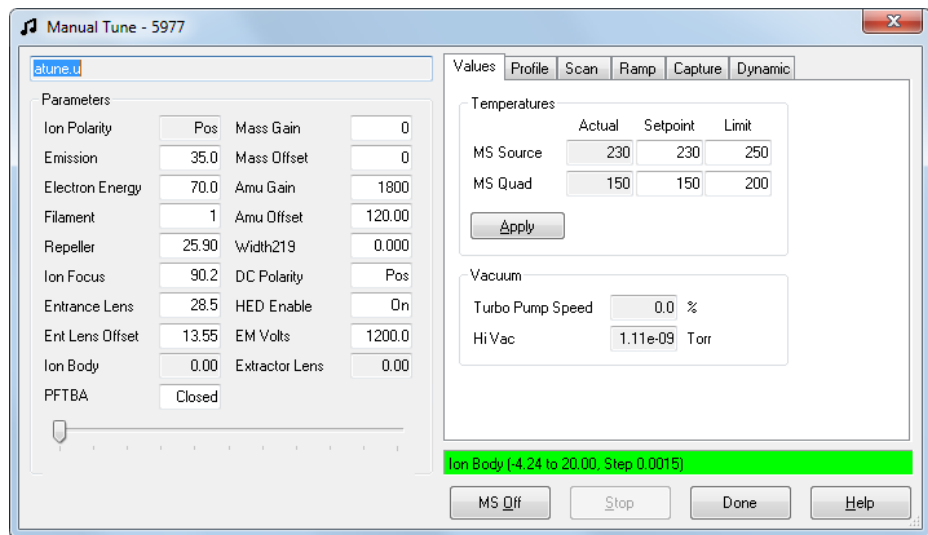 Manual Tune - 5977
atune.u
Parameters
Ion Polarity Pos Mass Gain 0
Emission 35.0 Mass Offset 0
Electron Energy 70.0 Amu Gain 1800
Filament 1 Amu Offset 120.00
Repeller 25.90 Width219 0.000
Ion Focus 90.2 DC Polarity Pos
Entrance Lens 28.5 HED Enable On
Ent Lens Offset 13.55 EM Volts 1200.0
Ion Body 0.00 Extractor Lens 0.00
PFTBA Closed
Values Profile Scan Ramp Capture Dynamic
Temperatures
Actual Setpoint Limit
MS Source 230 230 250
MS Quad 150 150 200
Apply
Vacuum
Turbo Pump Speed 0.0 %
Hi Vac 1.11e-09 Torr
Ion Body (-4.24 to 20.00, Step 0.0015)
MS Off Stop Done Help